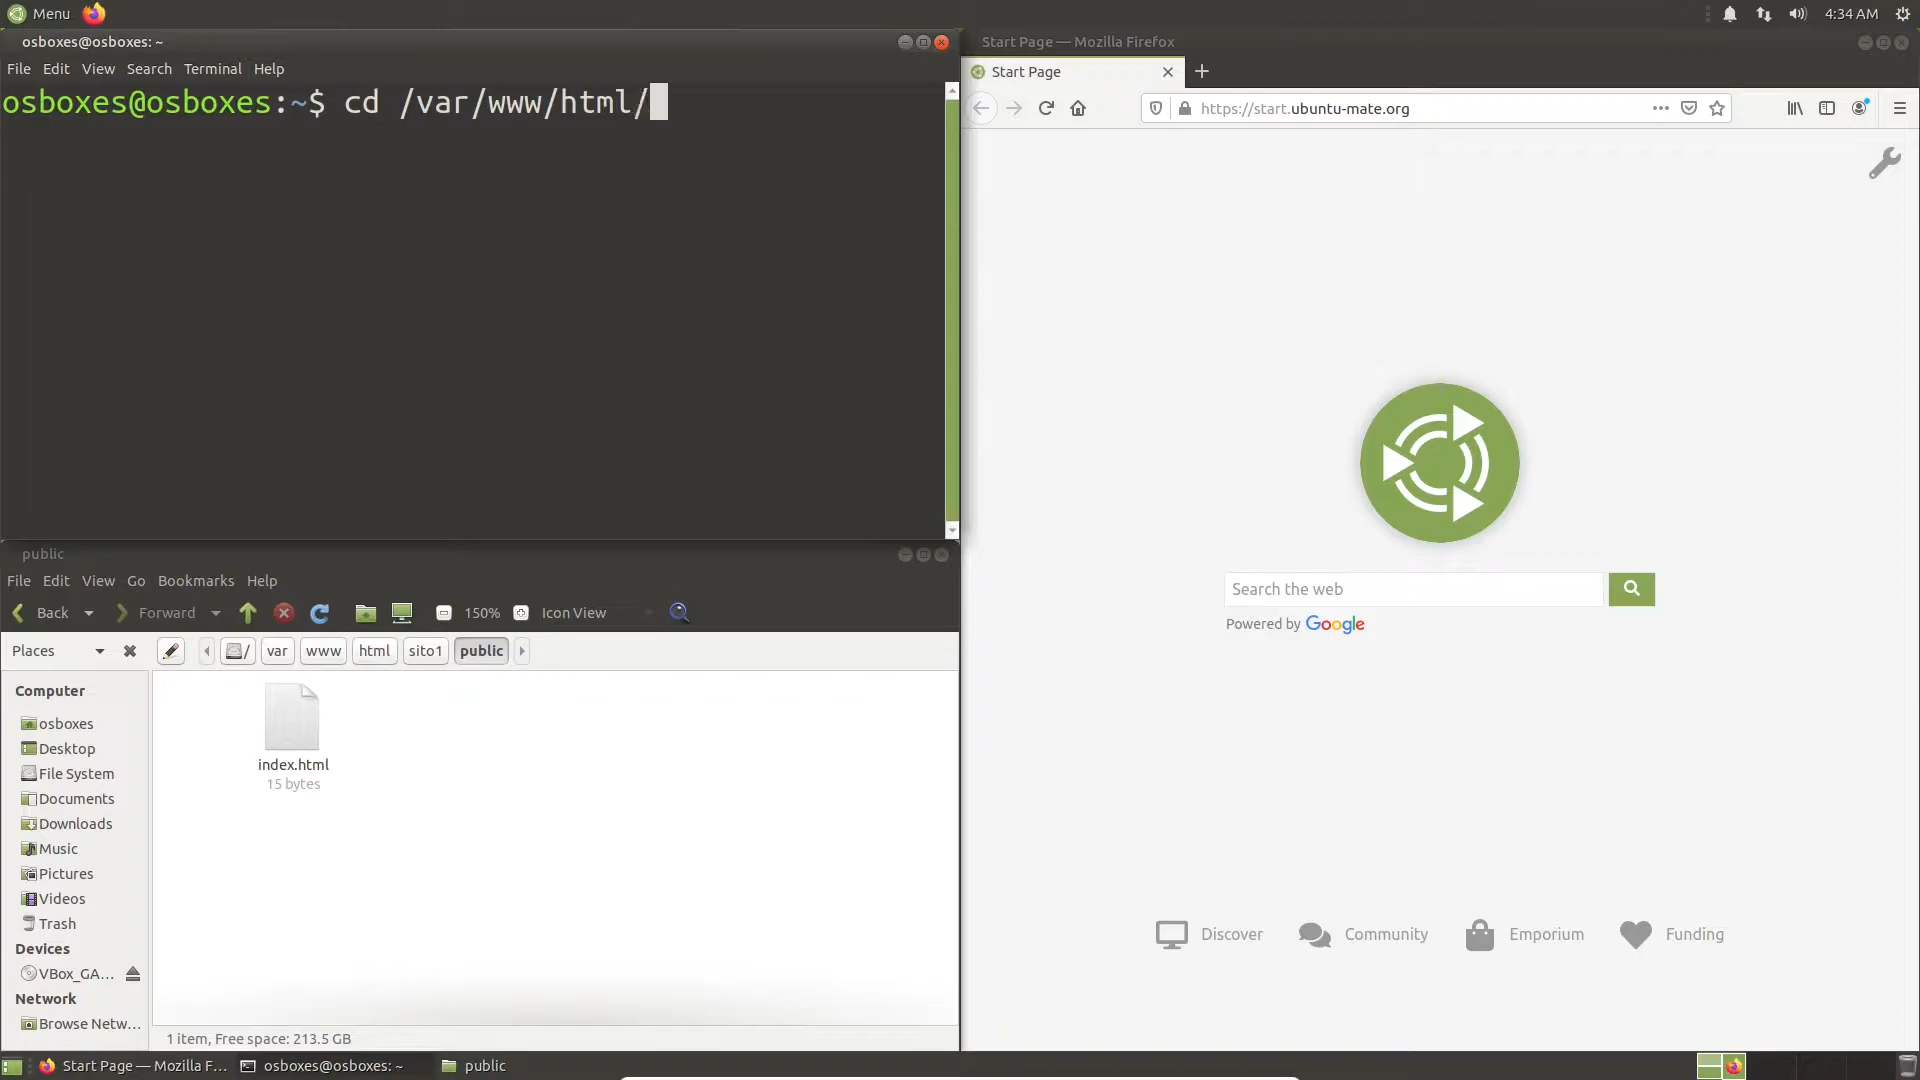 Menu
4:34 AM
osboxes@osboxes: ~
File Edit View Search Terminal Help
osboxes@osboxes:~$ cd /var/www/html/
Start Page — Mozilla Firefox
Start Page
https://start.ubuntu-mate.org
Search the web
Powered by Google
Discover Community Emporium Funding
public
File Edit View Go Bookmarks Help
Back Forward 150% Icon View
Places / var www html sito1 public
Computer
osboxes
Desktop
File System
Documents
Downloads
Music
Pictures
Videos
Trash
Devices
VBox_GA...
Network
Browse Netw...
index.html
15 bytes
1 item, Free space: 213.5 GB
Start Page — Mozilla F... osboxes@osboxes: ~ public